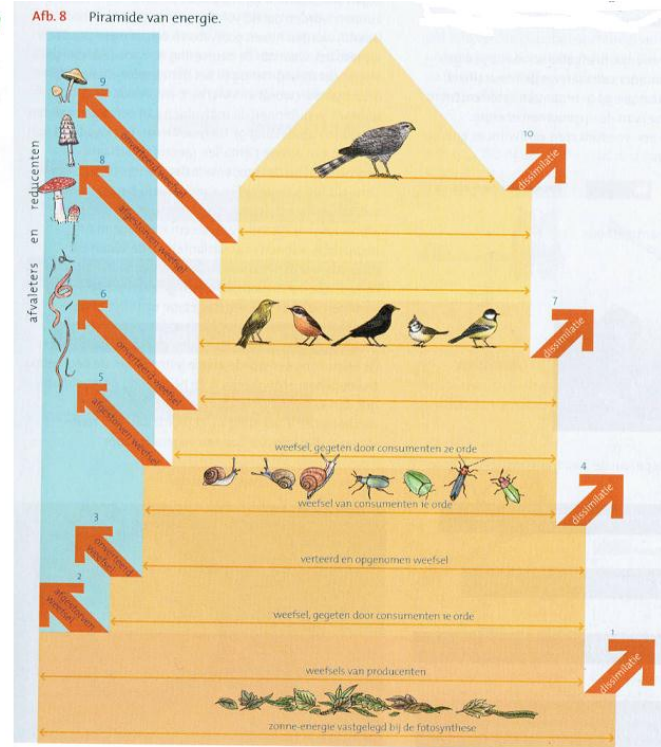 Afb. 8 Piramide van energie.
afvaleters en reducenten
9
onverteerd weefsel
8
afgestorven weefsel
10
dissimilatie
6
onverteerd weefsel
7
dissimilatie
5
afgestorven weefsel
weefsel, gegeten door consumenten 2e orde
4
dissimilatie
weefsel van consumenten 1e orde
3
onverteerd
weefsel
verteerd en opgenomen weefsel
2
afgestorven
weefsel
weefsel, gegeten door consumenten 1e orde
1
dissimilatie
weefsels van producenten
zonne-energie vastgelegd bij de fotosynthese